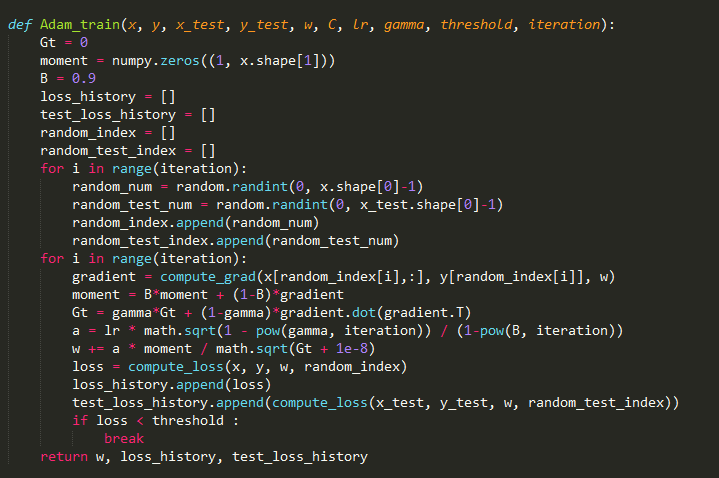 def Adam_train(x, y, x_test, y_test, w, C, lr, gamma, threshold, iteration):
    Gt = 0
    moment = numpy.zeros((1, x.shape[1]))
    B = 0.9
    loss_history = []
    test_loss_history = []
    random_index = []
    random_test_index = []
    for i in range(iteration):
        random_num = random.randint(0, x.shape[0]-1)
        random_test_num = random.randint(0, x_test.shape[0]-1)
        random_index.append(random_num)
        random_test_index.append(random_test_num)
    for i in range(iteration):
        gradient = compute_grad(x[random_index[i],:], y[random_index[i]], w)
        moment = B*moment + (1-B)*gradient
        Gt = gamma*Gt + (1-gamma)*gradient.dot(gradient.T)
        a = lr * math.sqrt(1 - pow(gamma, iteration)) / (1-pow(B, iteration))
        w += a * moment / math.sqrt(Gt + 1e-8)
        loss = compute_loss(x, y, w, random_index)
        loss_history.append(loss)
        test_loss_history.append(compute_loss(x_test, y_test, w, random_test_index))
        if loss < threshold :
            break
    return w, loss_history, test_loss_history